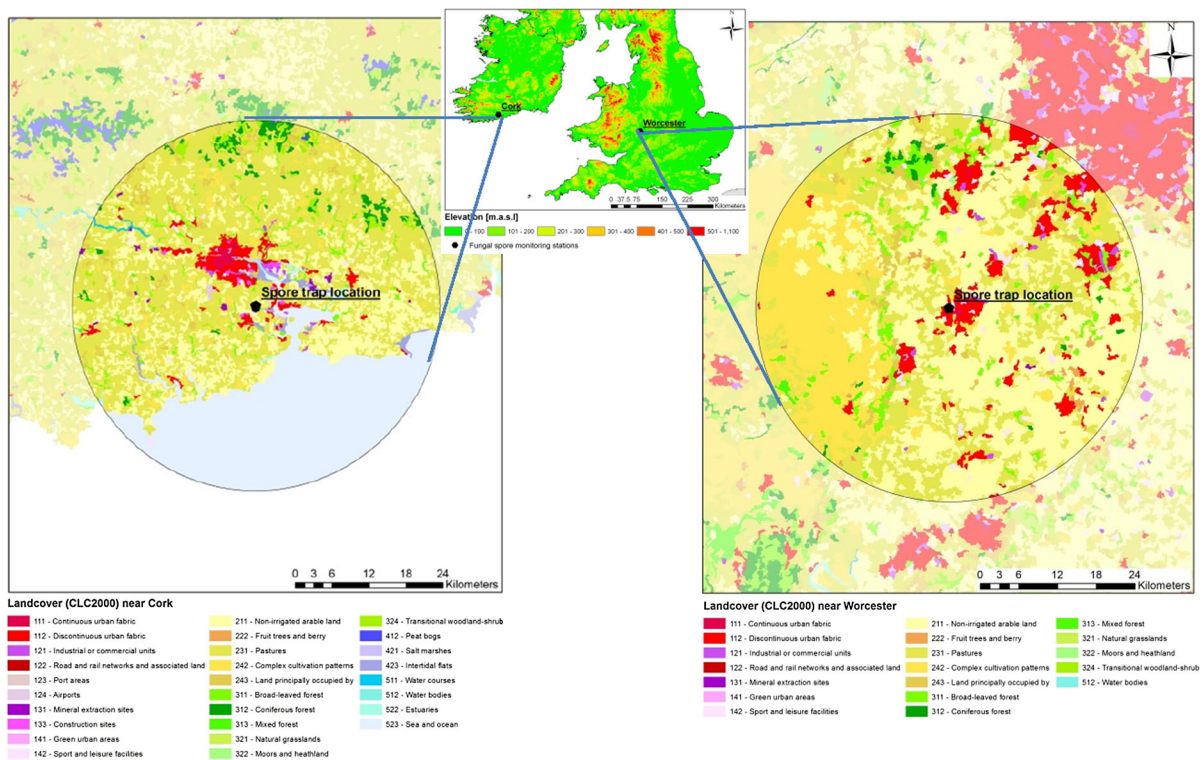 N
N
Cork
Worcester
0 37.5 75 150 225 300
Kilometers
Elevation [m.a.s.l]
0 - 100 101 - 200 201 - 300 301 - 400 401 - 500 501 - 1,100
Fungal spore monitoring stations
Spore trap location
Spore trap location
0 3 6 12 18 24
Kilometers
0 3 6 12 18 24
Kilometers
Landcover (CLC2000) near Cork
111 - Continuous urban fabric
112 - Discontinuous urban fabric
121 - Industrial or commercial units
122 - Road and rail networks and associated land
123 - Port areas
124 - Airports
131 - Mineral extraction sites
133 - Construction sites
141 - Green urban areas
142 - Sport and leisure facilities
211 - Non-irrigated arable land
222 - Fruit trees and berry
231 - Pastures
242 - Complex cultivation patterns
243 - Land principally occupied by
311 - Broad-leaved forest
312 - Coniferous forest
313 - Mixed forest
321 - Natural grasslands
322 - Moors and heathland
324 - Transitional woodland-shrub
412 - Peat bogs
421 - Salt marshes
423 - Intertidal flats
511 - Water courses
512 - Water bodies
522 - Estuaries
523 - Sea and ocean
Landcover (CLC2000) near Worcester
111 - Continuous urban fabric
112 - Discontinuous urban fabric
121 - Industrial or commercial units
122 - Road and rail networks and associated land
131 - Mineral extraction sites
141 - Green urban areas
142 - Sport and leisure facilities
211 - Non-irrigated arable land
222 - Fruit trees and berry
231 - Pastures
242 - Complex cultivation patterns
243 - Land principally occupied by
311 - Broad-leaved forest
312 - Coniferous forest
313 - Mixed forest
321 - Natural grasslands
322 - Moors and heathland
324 - Transitional woodland-shrub
512 - Water bodies